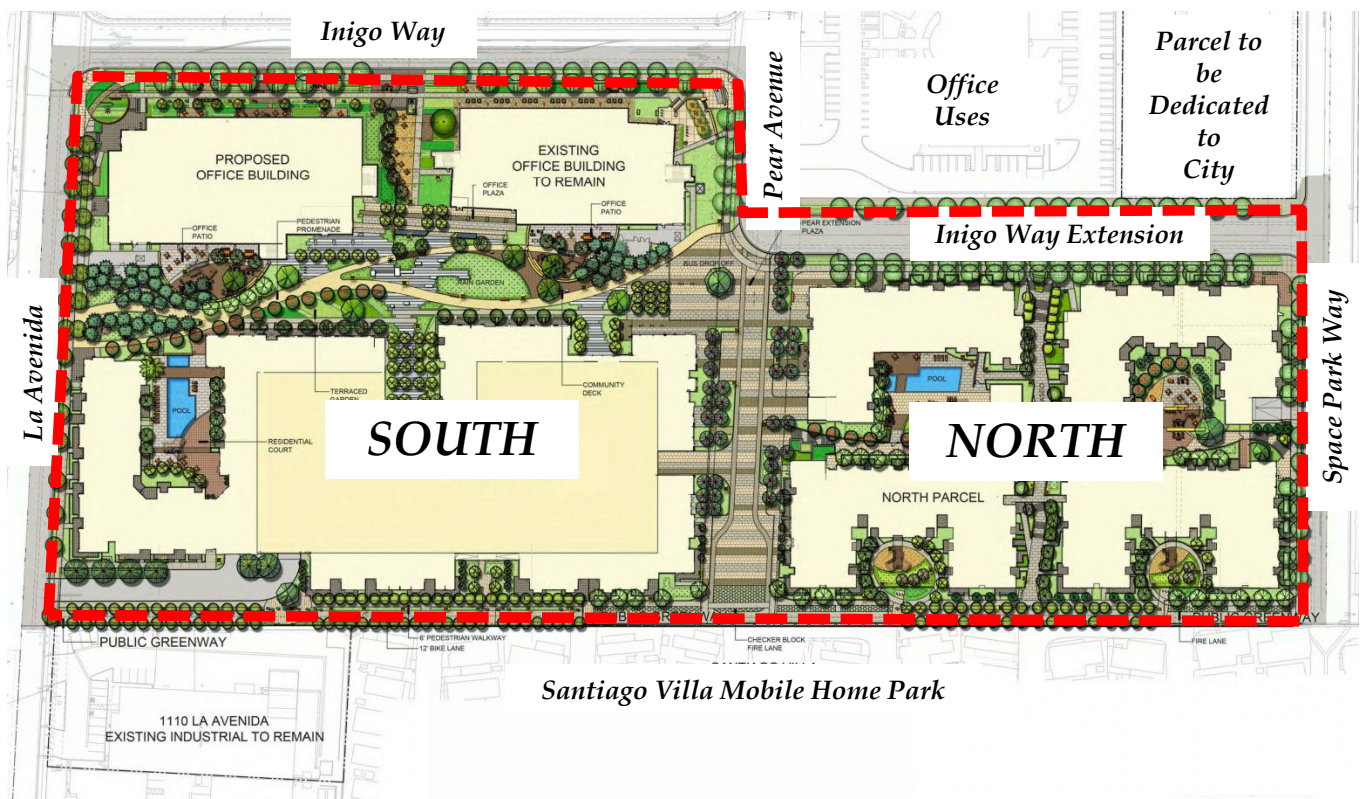 Inigo Way
Pear Avenue
Office
Uses
Parcel to
be
Dedicated
to
City
PROPOSED
OFFICE BUILDING
EXISTING
OFFICE BUILDING
TO REMAIN
OFFICE
PLAZA
OFFICE
PATIO
PEDESTRIAN
PROMENADE
OFFICE
PATIO
PEAR EXTENSION
PLAZA
Inigo Way Extension
BUS DROP OFF
RAIN GARDEN
La Avenida
Space Park Way
POOL
POOL
TERRACED
GARDEN
COMMUNITY
DECK
RESIDENTIAL
COURT
SOUTH
NORTH
NORTH PARCEL
PUBLIC GREENWAY
6' PEDESTRIAN WALKWAY
12' BIKE LANE
CHECKER BLOCK
FIRE LANE
FIRE LANE
Santiago Villa Mobile Home Park
1110 LA AVENIDA
EXISTING INDUSTRIAL TO REMAIN